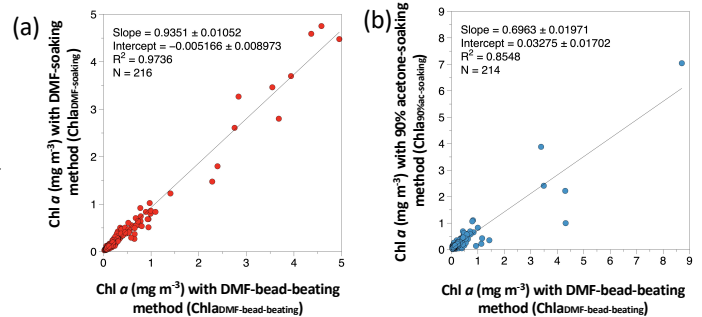 (a)
Slope = 0.9351 ± 0.01052
Intercept = −0.005166 ± 0.008973
R2 = 0.9736
N = 216
Chl a (mg m−3) with DMF-soaking
method (ChlaDMF-soaking)
5
4
3
2
1
0
0 1 2 3 4 5
Chl a (mg m−3) with DMF-bead-beating
method (ChlaDMF-bead-beating)
(b)
Slope = 0.6963 ± 0.01971
Intercept = 0.03275 ± 0.01702
R2 = 0.8548
N = 214
Chl a (mg m−3) with 90% acetone-soaking
method (Chla90%ac-soaking)
9
8
7
6
5
4
3
2
1
0
0 1 2 3 4 5 6 7 8 9
Chl a (mg m−3) with DMF-bead-beating
method (ChlaDMF-bead-beating)